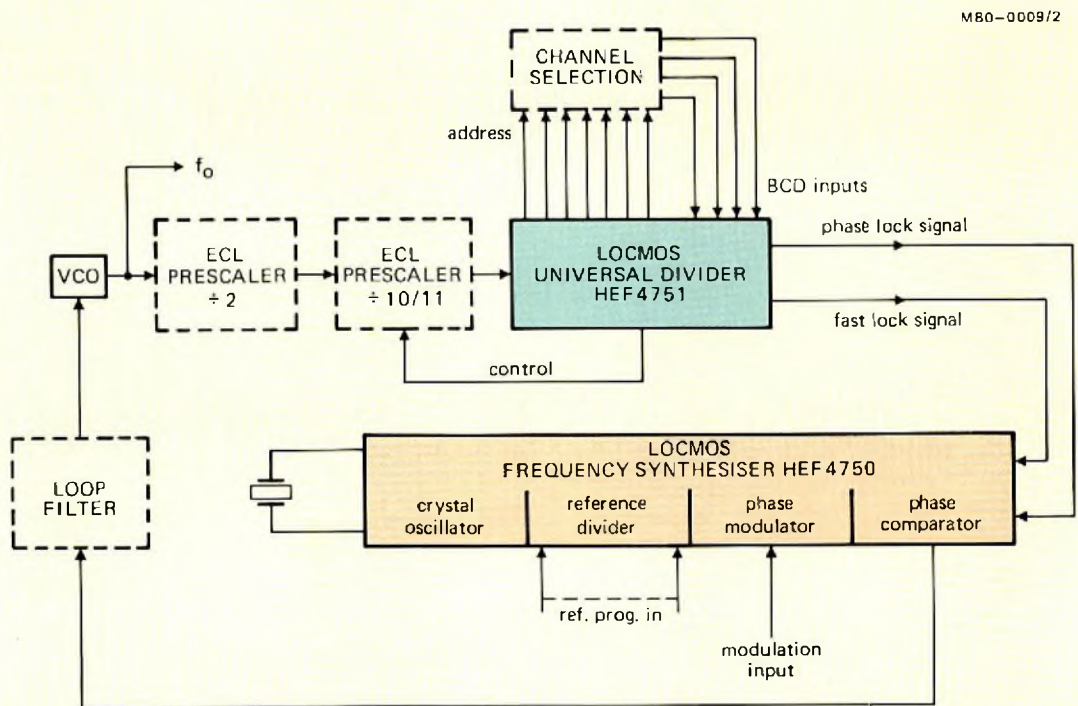 M80-0009/2
CHANNEL
SELECTION
address
BCD inputs
fo
VCO
ECL
PRESCALER
÷ 2
ECL
PRESCALER
÷ 10/11
LOCMOS
UNIVERSAL DIVIDER
HEF4751
phase lock signal
fast lock signal
control
LOOP
FILTER
LOCMOS
FREQUENCY SYNTHESISER HEF4750
crystal
oscillator
reference
divider
phase
modulator
phase
comparator
ref. prog. in
modulation
input